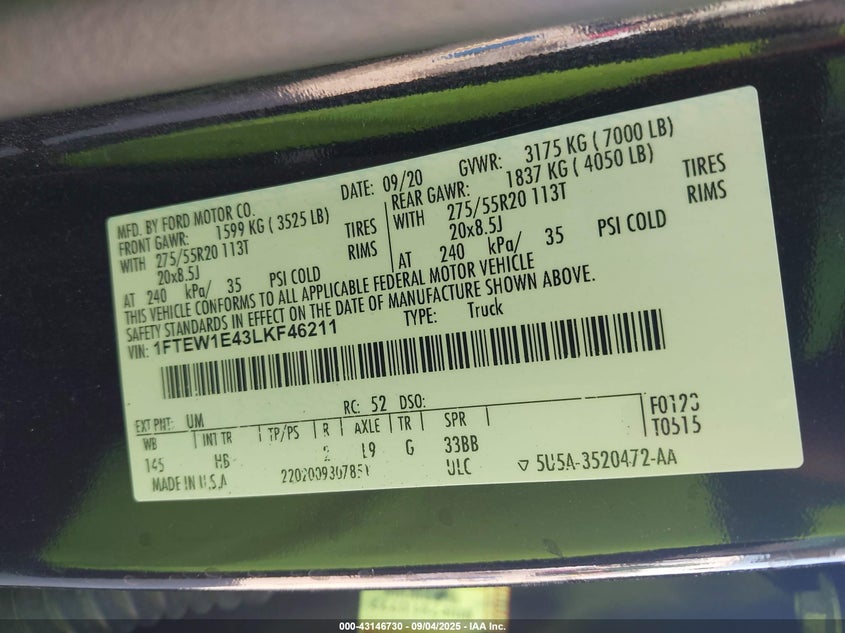 MFD. BY FORD MOTOR CO.
DATE: 09/20 GVWR: 3175 KG ( 7000 LB)
FRONT GAWR: 1599 KG ( 3525 LB)
REAR GAWR: 1837 KG ( 4050 LB)
WITH 275/55R20 113T TIRES
WITH 275/55R20 113T TIRES
20x8.5J RIMS
20x8.5J RIMS
AT 240 kPa/ 35 PSI COLD
AT 240 kPa/ 35 PSI COLD
THIS VEHICLE CONFORMS TO ALL APPLICABLE FEDERAL MOTOR VEHICLE
SAFETY STANDARDS IN EFFECT ON THE DATE OF MANUFACTURE SHOWN ABOVE.
VIN: 1FTEW1E43LKF46211 TYPE: Truck
EXT PNT: UM RC: 52 DSO:
WB INT TR TP/PS R AXLE TR SPR
145 HB L9 G 33BB
F0123
T0515
MADE IN U.S.A
ULC 5U5A-3520472-AA
000-43146730 - 09/04/2025 - IAA Inc.